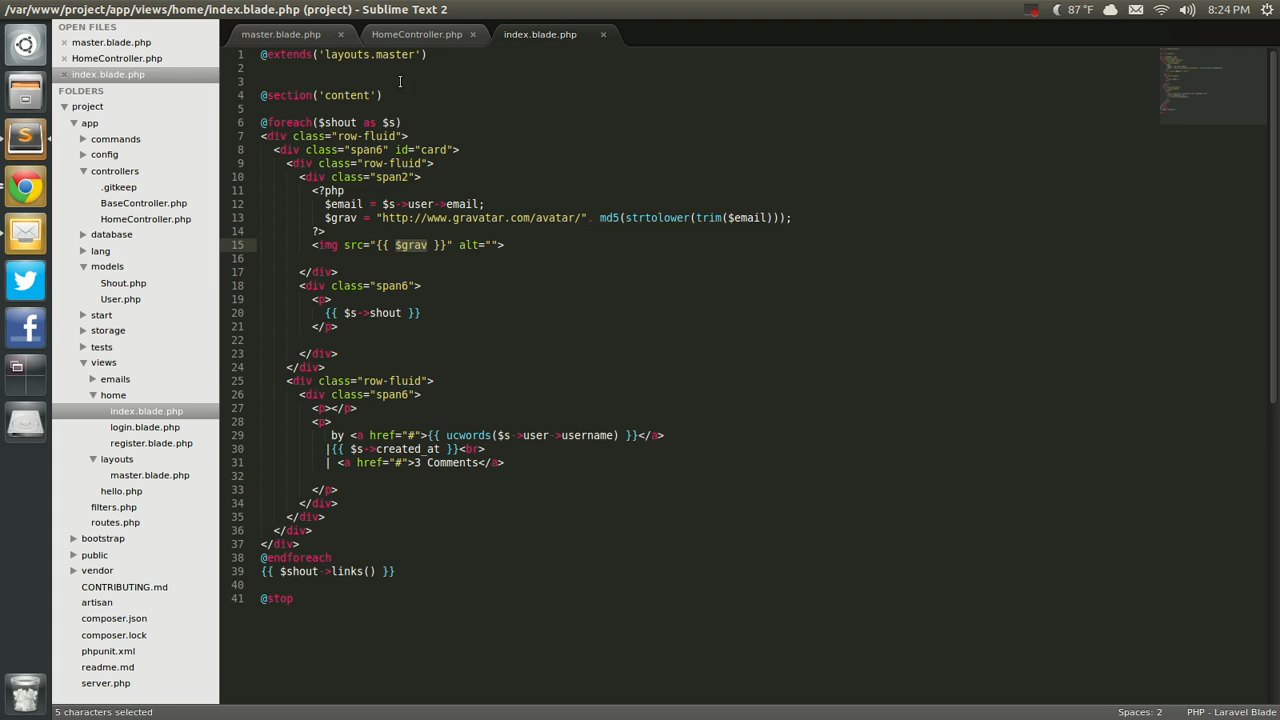 /var/www/project/app/views/home/index.blade.php (project) - Sublime Text 2
87 °F
8:24 PM
OPEN FILES
master.blade.php
HomeController.php
index.blade.php
FOLDERS
project
app
commands
config
controllers
.gitkeep
BaseController.php
HomeController.php
database
lang
models
Shout.php
User.php
start
storage
tests
views
emails
home
index.blade.php
login.blade.php
register.blade.php
layouts
master.blade.php
hello.php
filters.php
routes.php
bootstrap
public
vendor
CONTRIBUTING.md
artisan
composer.json
composer.lock
phpunit.xml
readme.md
server.php
master.blade.php
HomeController.php
index.blade.php
1 @extends('layouts.master')
2
3
4 @section('content')
5
6 @foreach($shout as $s)
7 <div class="row-fluid">
8 <div class="span6" id="card">
9 <div class="row-fluid">
10 <div class="span2">
11 <?php
12 $email = $s->user->email;
13 $grav = "http://www.gravatar.com/avatar/". md5(strtolower(trim($email)));
14 ?>
15 <img src="{{ $grav }}" alt="">
16
17 </div>
18 <div class="span6">
19 <p>
20 {{ $s->shout }}
21 </p>
22
23 </div>
24 </div>
25 <div class="row-fluid">
26 <div class="span6">
27 <p></p>
28 <p>
29 by <a href="#">{{ ucwords($s->user->username) }}</a>
30 |{{ $s->created_at }}<br>
31 | <a href="#">3 Comments</a>
32
33 </p>
34 </div>
35 </div>
36 </div>
37 </div>
38 @endforeach
39 {{ $shout->links() }}
40
41 @stop
5 characters selected
Spaces: 2
PHP - Laravel Blade